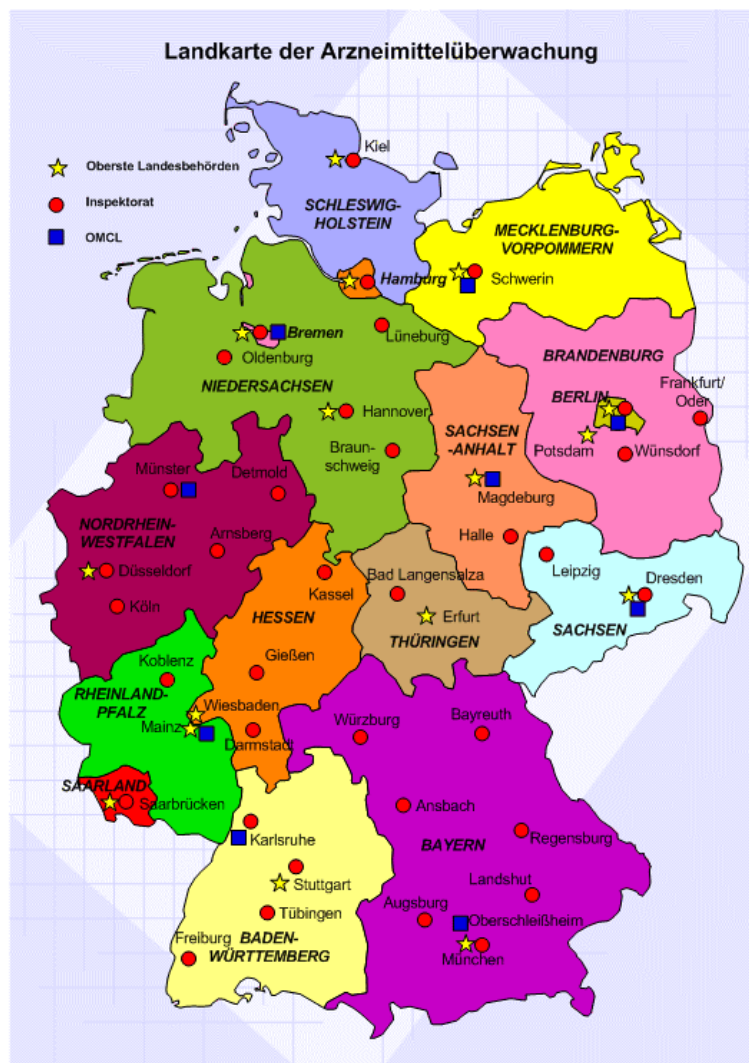 Landkarte der Arzneimittelüberwachung
Oberste Landesbehörden
Inspektorat
OMCL
Kiel
SCHLESWIG-
HOLSTEIN
MECKLENBURG-
VORPOMMERN
Schwerin
Hamburg
Bremen
Lüneburg
Oldenburg
NIEDERSACHSEN
Hannover
Braun-
schweig
BRANDENBURG
BERLIN
Frankfurt/
Oder
Potsdam
Wünsdorf
SACHSEN
-ANHALT
Magdeburg
Halle
Münster
Detmold
NORDRHEIN-
WESTFALEN
Arnsberg
Düsseldorf
Köln
HESSEN
Kassel
Gießen
Wiesbaden
Darmstadt
Bad Langensalza
Erfurt
THÜRINGEN
Leipzig
Dresden
SACHSEN
Koblenz
RHEINLAND-
PFALZ
Mainz
SAARLAND
Saarbrücken
Würzburg
Bayreuth
Ansbach
BAYERN
Regensburg
Landshut
Augsburg
Oberschleißheim
München
Karlsruhe
Stuttgart
Tübingen
Freiburg
BADEN-
WÜRTTEMBERG